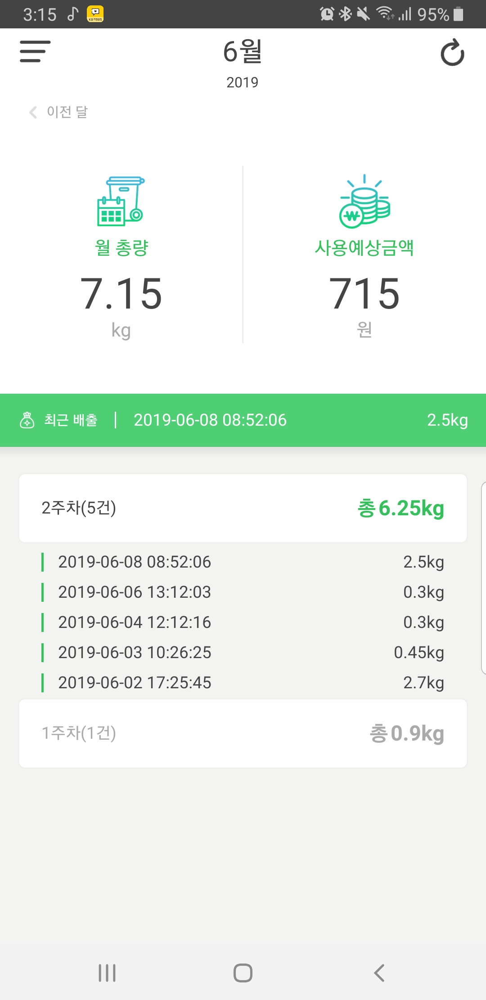 3:15 95%
6월
2019
이전 달
월 총량
7.15
kg
사용예상금액
715
원
최근 배출 2019-06-08 08:52:06 2.5kg
2주차(5건) 총 6.25kg
2019-06-08 08:52:06 2.5kg
2019-06-06 13:12:03 0.3kg
2019-06-04 12:12:16 0.3kg
2019-06-03 10:26:25 0.45kg
2019-06-02 17:25:45 2.7kg
1주차(1건) 총 0.9kg